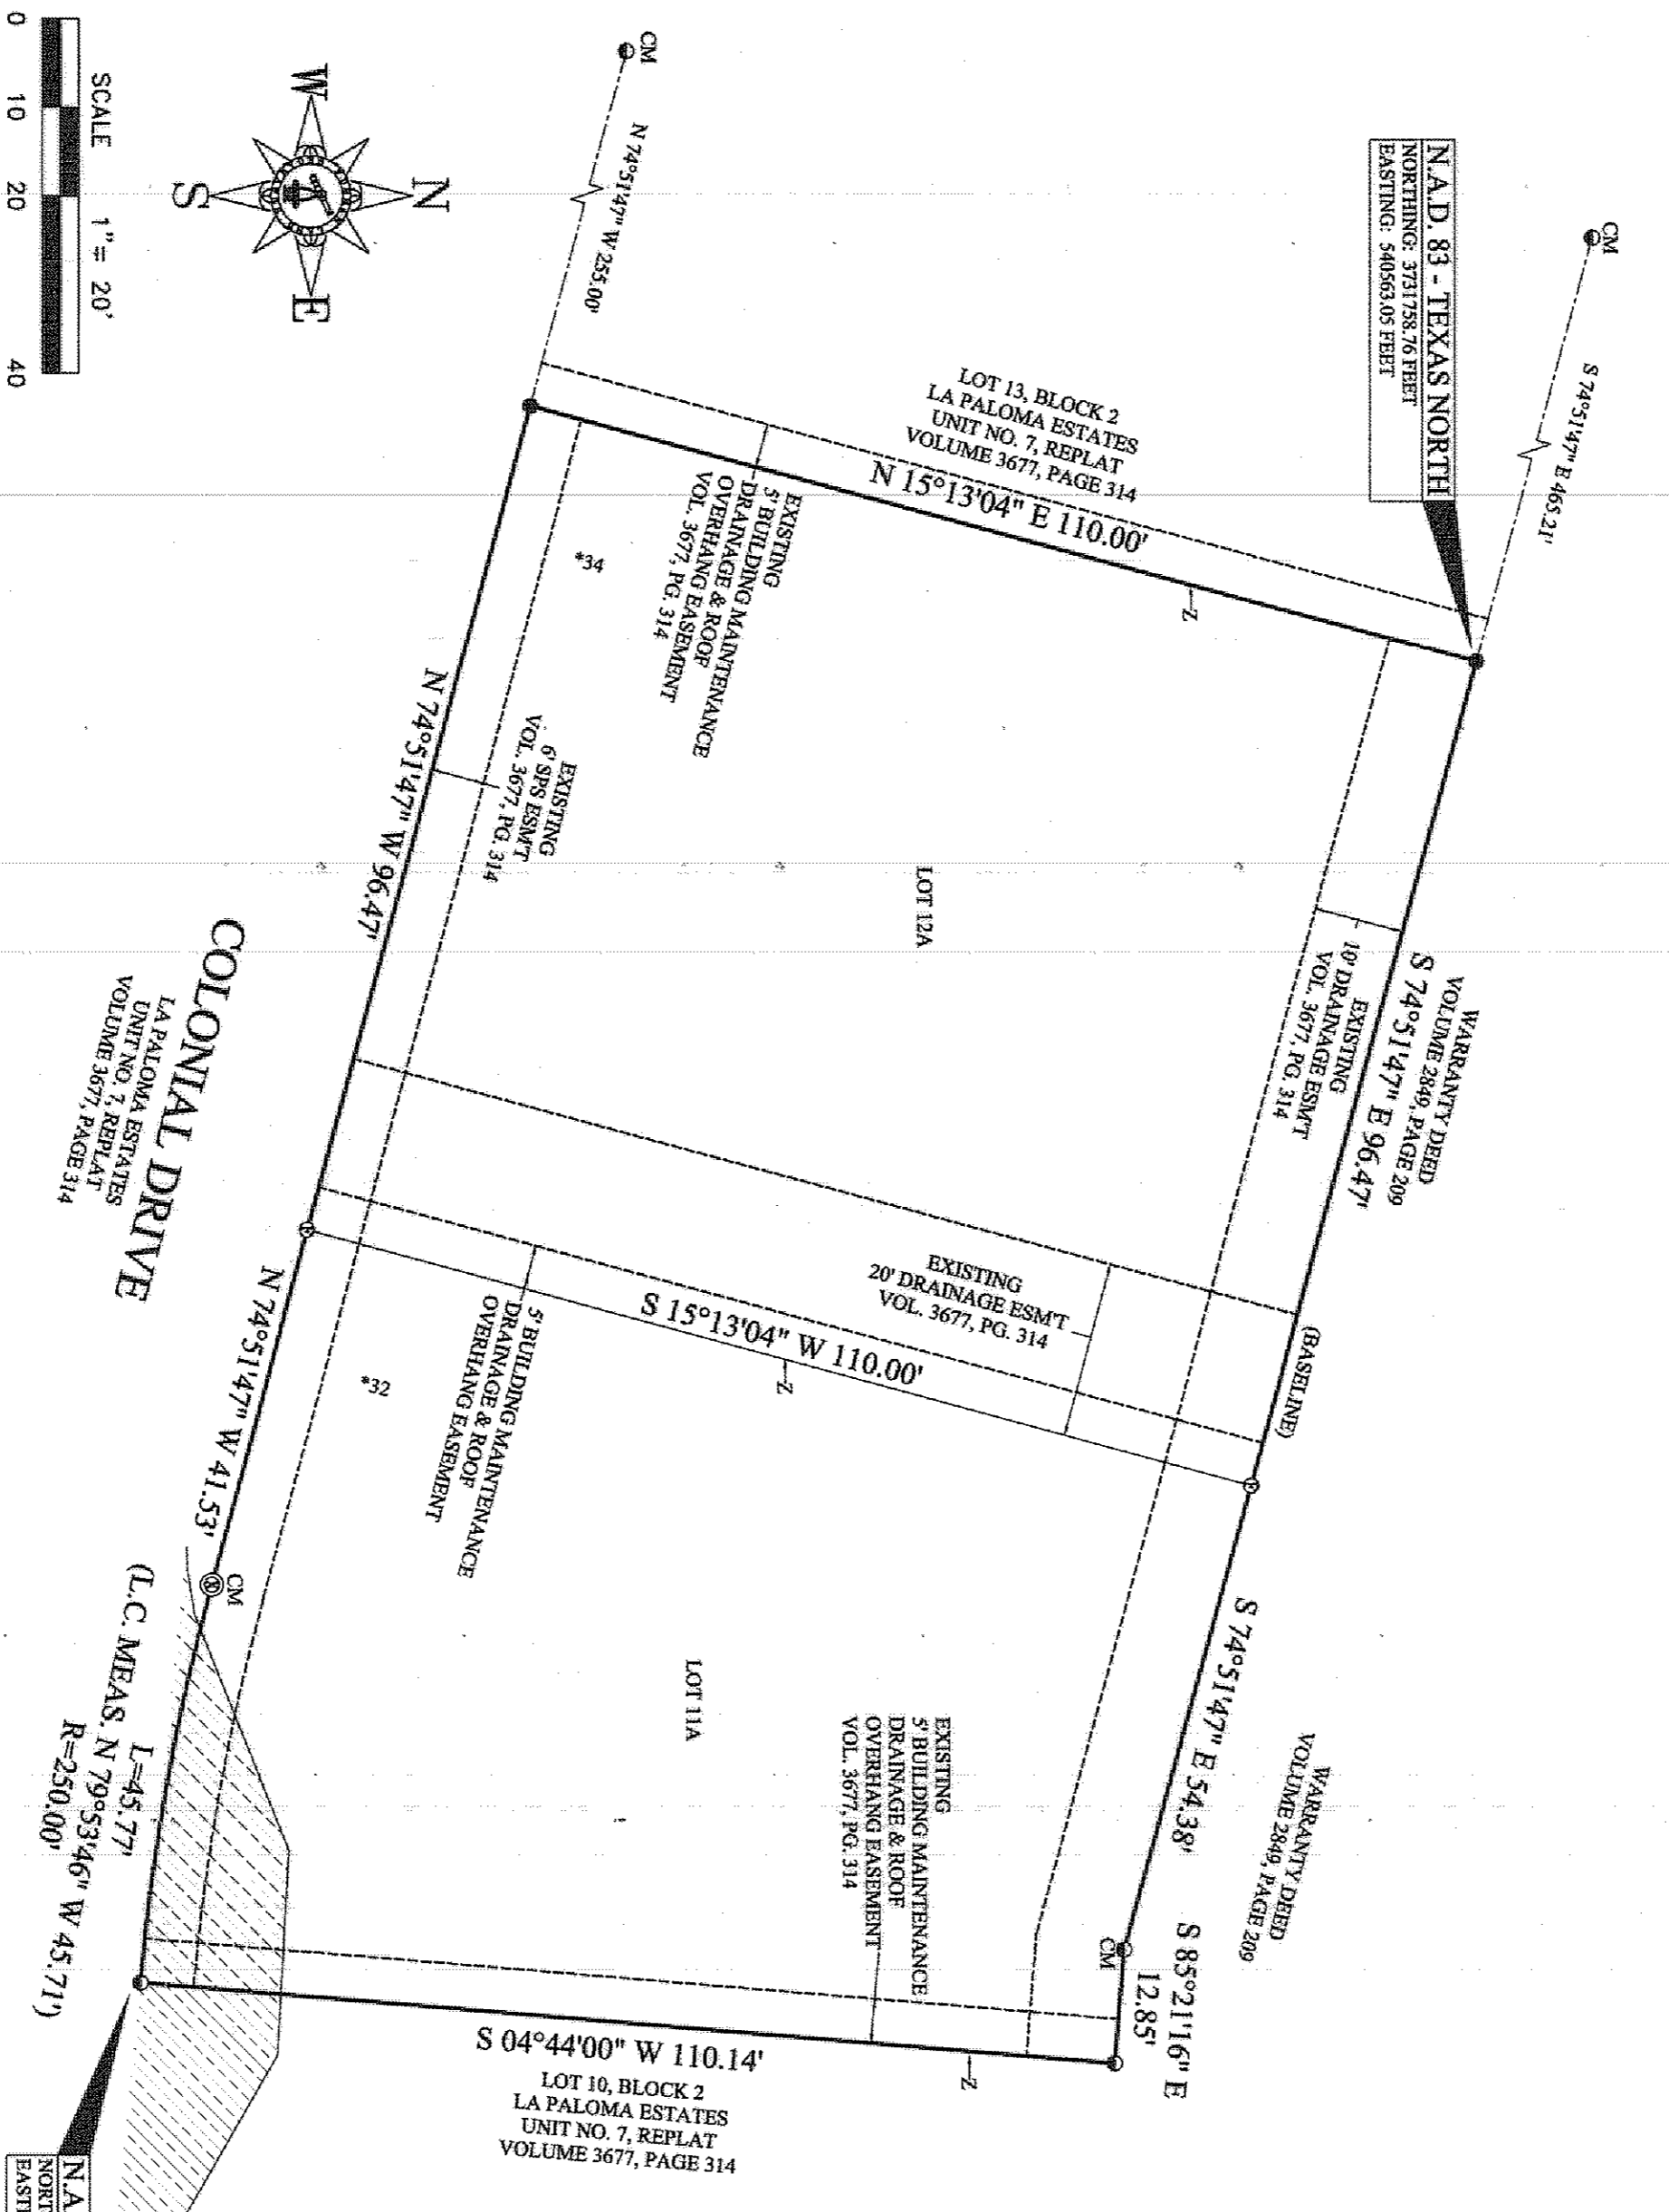 CM
S 74°51'47" E 465.21'
N.A.D. 83 - TEXAS NORTH
NORTHING: 3731758.76 FEET
EASTING: 540563.05 FEET
CM
N 74°51'47" W 255.00'
N
W
E
S
SCALE 1"= 20'
0 10 20 40
LOT 13, BLOCK 2
LA PALOMA ESTATES
UNIT NO. 7, REPLAT
VOLUME 3677, PAGE 314
N 15°13'04" E 110.00'
Z
EXISTING
5' BUILDING MAINTENANCE
DRAINAGE & ROOF
OVERHANG EASEMENT
VOL. 3677, PG. 314
*34
WARRANTY DEED
VOLUME 2849, PAGE 209
S 74°51'47" E 96.47'
EXISTING
10' DRAINAGE ESM'T
VOL. 3677, PG. 314
(BASELINE)
LOT 12A
EXISTING
6' SPS ESM'T
VOL. 3677, PG. 314
N 74°51'47" W 96.47'
EXISTING
20' DRAINAGE ESM'T
VOL. 3677, PG. 314
S 15°13'04" W 110.00'
Z
5' BUILDING MAINTENANCE
DRAINAGE & ROOF
OVERHANG EASEMENT
*32
COLONIAL DRIVE
LA PALOMA ESTATES
UNIT NO. 7, REPLAT
VOLUME 3677, PAGE 314
N 74°51'47" W 41.53'
CM
WARRANTY DEED
VOLUME 2849, PAGE 209
S 74°51'47" E 54.38'
S 85°21'16" E
12.85'
CM
LOT 11A
EXISTING
5' BUILDING MAINTENANCE
DRAINAGE & ROOF
OVERHANG EASEMENT
VOL. 3677, PG. 314
L=45.77'
(L.C. MEAS. N 79°53'46" W 45.71')
R=250.00'
S 04°44'00" W 110.14'
Z
LOT 10, BLOCK 2
LA PALOMA ESTATES
UNIT NO. 7, REPLAT
VOLUME 3677, PAGE 314
N.A
NORT
EASTI